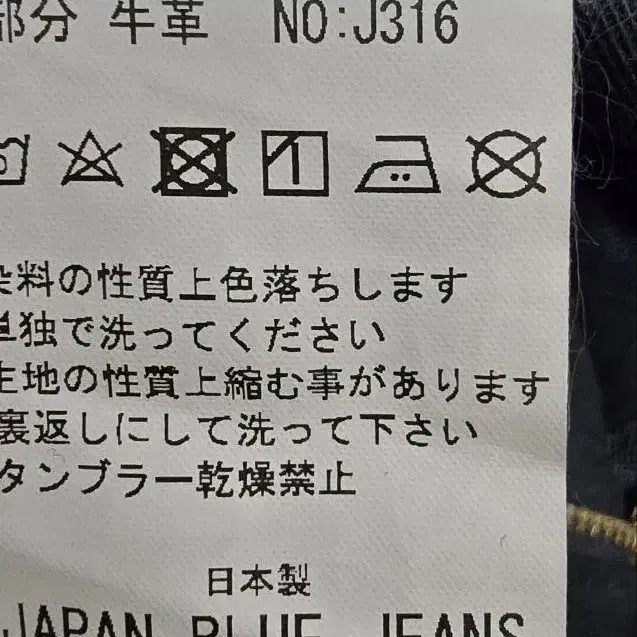 部分 牛革 NO:J316
染料の性質上色落ちします
単独で洗ってください
生地の性質上縮む事があります
裏返しにして洗って下さい
タンブラー乾燥禁止
日本製
JAPAN BLUE JEANS